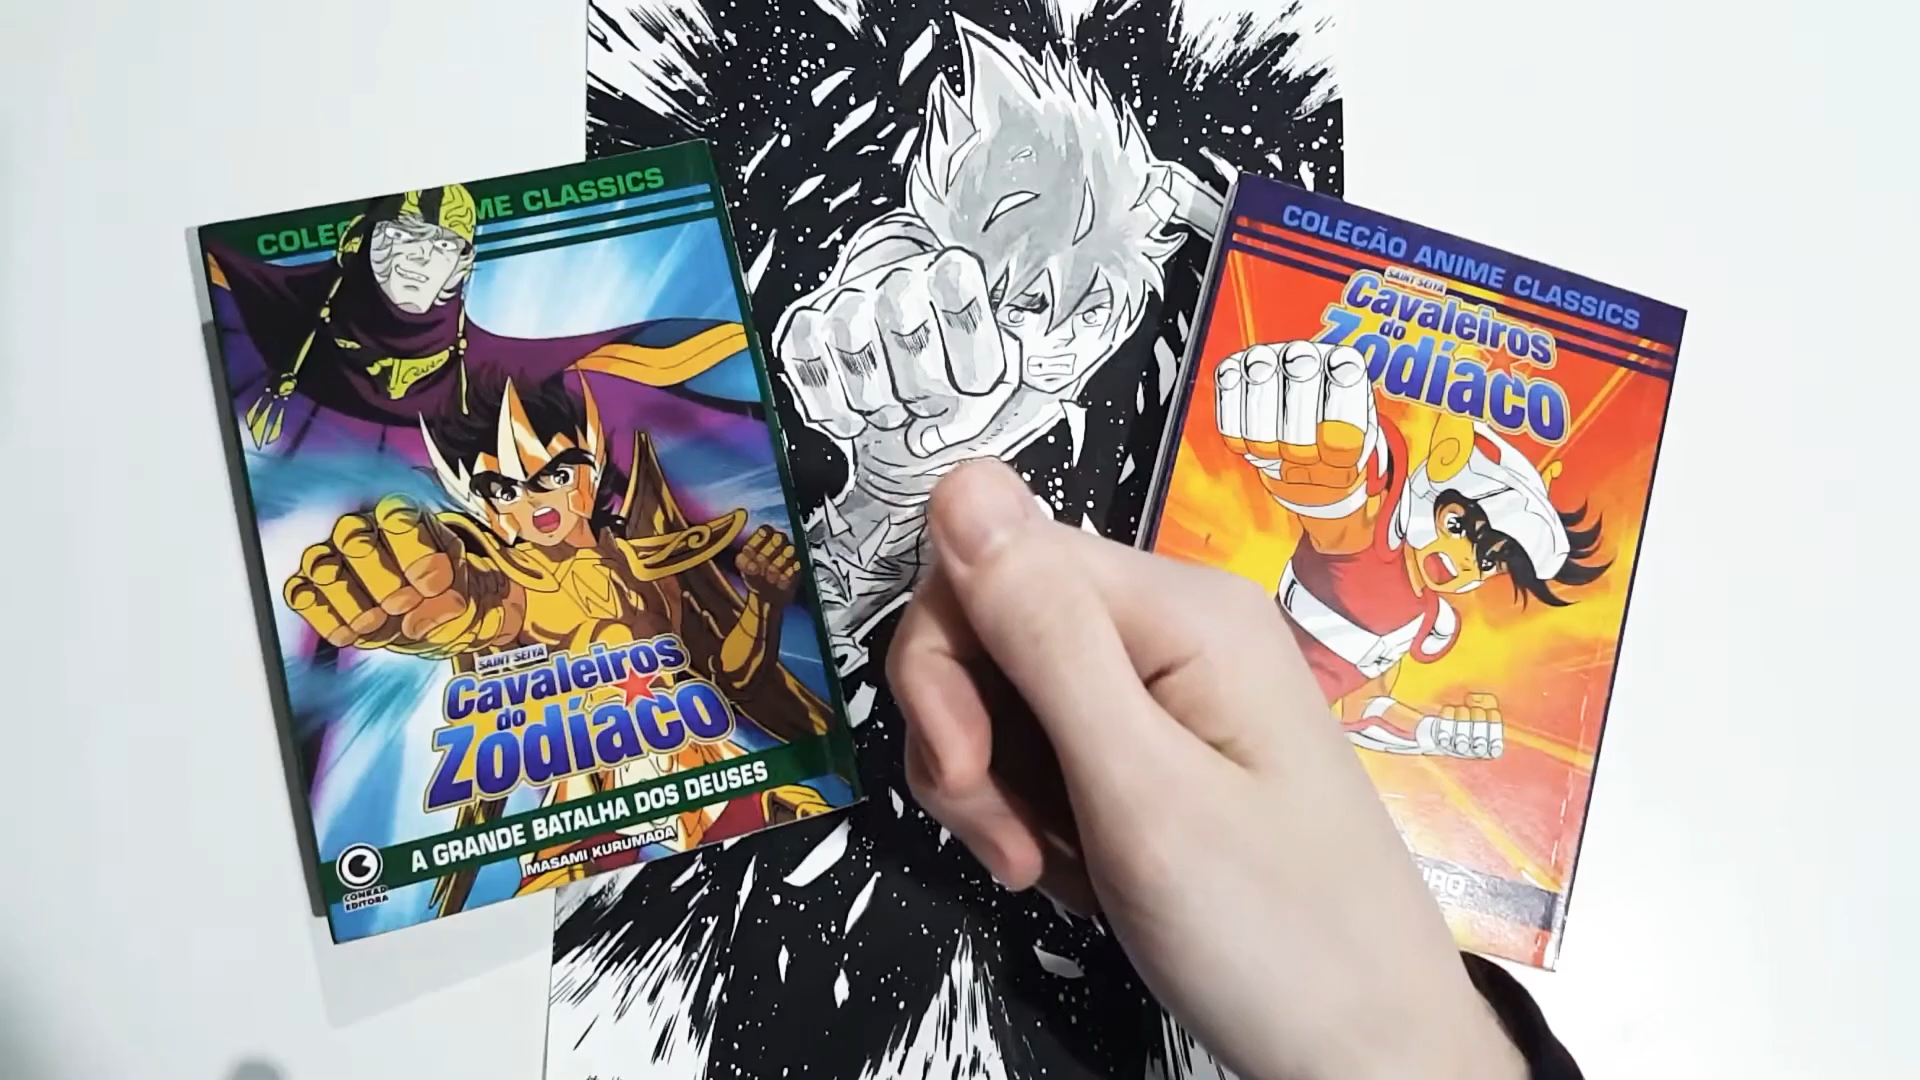 COLEÇ ME CLASSICS
SAINT SEIYA
Cavaleiros
do
Zodíaco
A GRANDE BATALHA DOS DEUSES
MASAMI KURUMADA
CONRAD
EDITORA
COLEÇÃO ANIME CLASSICS
SAINT SEIYA
Cavaleiros
do
Zodíaco